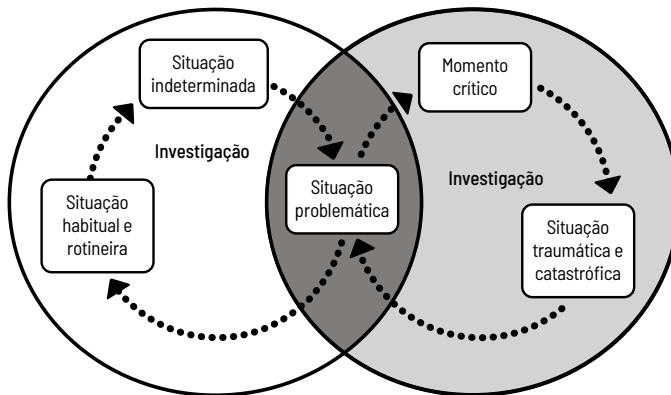 Situação
indeterminada
Investigação
Situação
habitual e
rotineira
Situação
problemática
Momento
crítico
Investigação
Situação
traumática e
catastrófica